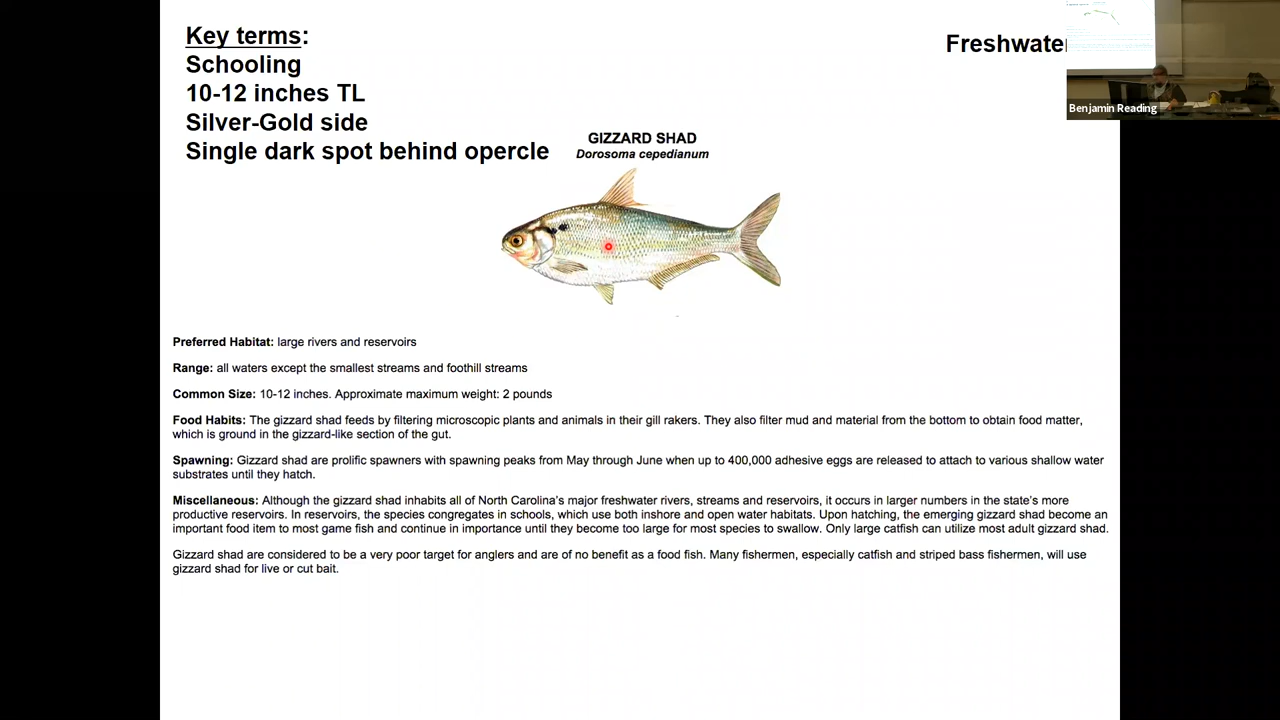 Key terms:
Schooling
10-12 inches TL
Silver-Gold side
Single dark spot behind opercle
Freshwater
Benjamin Reading
GIZZARD SHAD
Dorosoma cepedianum
Preferred Habitat: large rivers and reservoirs
Range: all waters except the smallest streams and foothill streams
Common Size: 10-12 inches. Approximate maximum weight: 2 pounds
Food Habits: The gizzard shad feeds by filtering microscopic plants and animals in their gill rakers. They also filter mud and material from the bottom to obtain food matter,
which is ground in the gizzard-like section of the gut.
Spawning: Gizzard shad are prolific spawners with spawning peaks from May through June when up to 400,000 adhesive eggs are released to attach to various shallow water
substrates until they hatch.
Miscellaneous: Although the gizzard shad inhabits all of North Carolina's major freshwater rivers, streams and reservoirs, it occurs in larger numbers in the state's more
productive reservoirs. In reservoirs, the species congregates in schools, which use both inshore and open water habitats. Upon hatching, the emerging gizzard shad become an
important food item to most game fish and continue in importance until they become too large for most species to swallow. Only large catfish can utilize most adult gizzard shad.
Gizzard shad are considered to be a very poor target for anglers and are of no benefit as a food fish. Many fishermen, especially catfish and striped bass fishermen, will use
gizzard shad for live or cut bait.